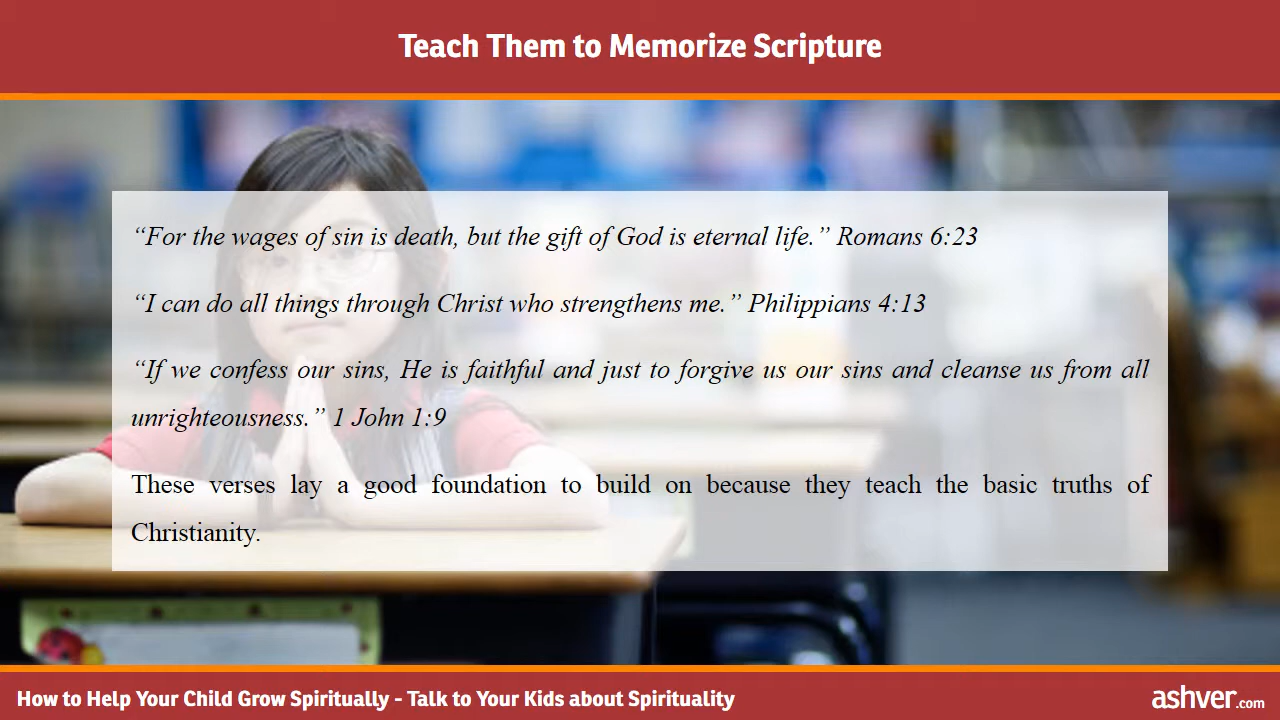 Teach Them to Memorize Scripture
“For the wages of sin is death, but the gift of God is eternal life.” Romans 6:23
“I can do all things through Christ who strengthens me.” Philippians 4:13
“If we confess our sins, He is faithful and just to forgive us our sins and cleanse us from all
unrighteousness.” 1 John 1:9
These verses lay a good foundation to build on because they teach the basic truths of
Christianity.
How to Help Your Child Grow Spiritually - Talk to Your Kids about Spirituality
ashver.com